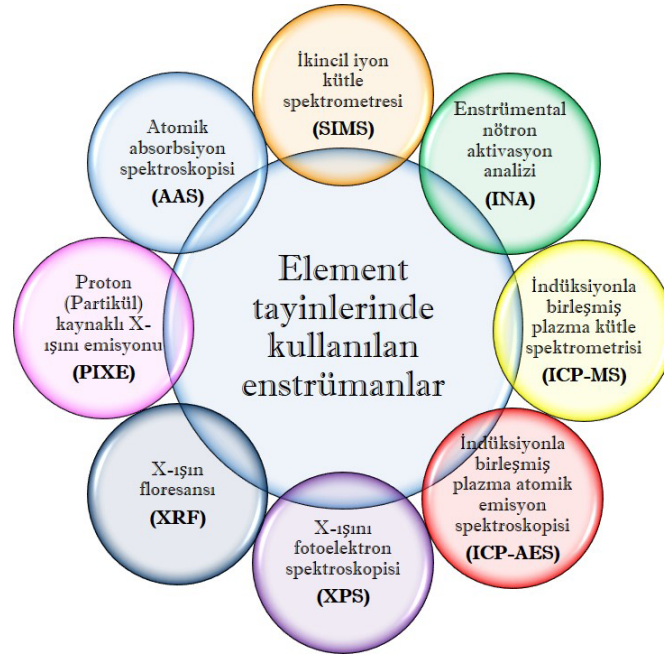 Element
tayinlerinde
kullanılan
enstrümanlar
İkincil iyon
kütle
spektrometresi
(SIMS)
Enstrümental
nötron
aktivasyon
analizi
(INA)
İndüksiyonla
birleşmiş
plazma kütle
spektrometrisi
(ICP-MS)
İndüksiyonla
birleşmiş
plazma atomik
emisyon
spektroskopisi
(ICP-AES)
X-ışını
fotoelektron
spektroskopisi
(XPS)
X-ışın
floresansı
(XRF)
Proton
(Partikül)
kaynaklı X-
ışını emisyonu
(PIXE)
Atomik
absorbsiyon
spektroskopisi
(AAS)